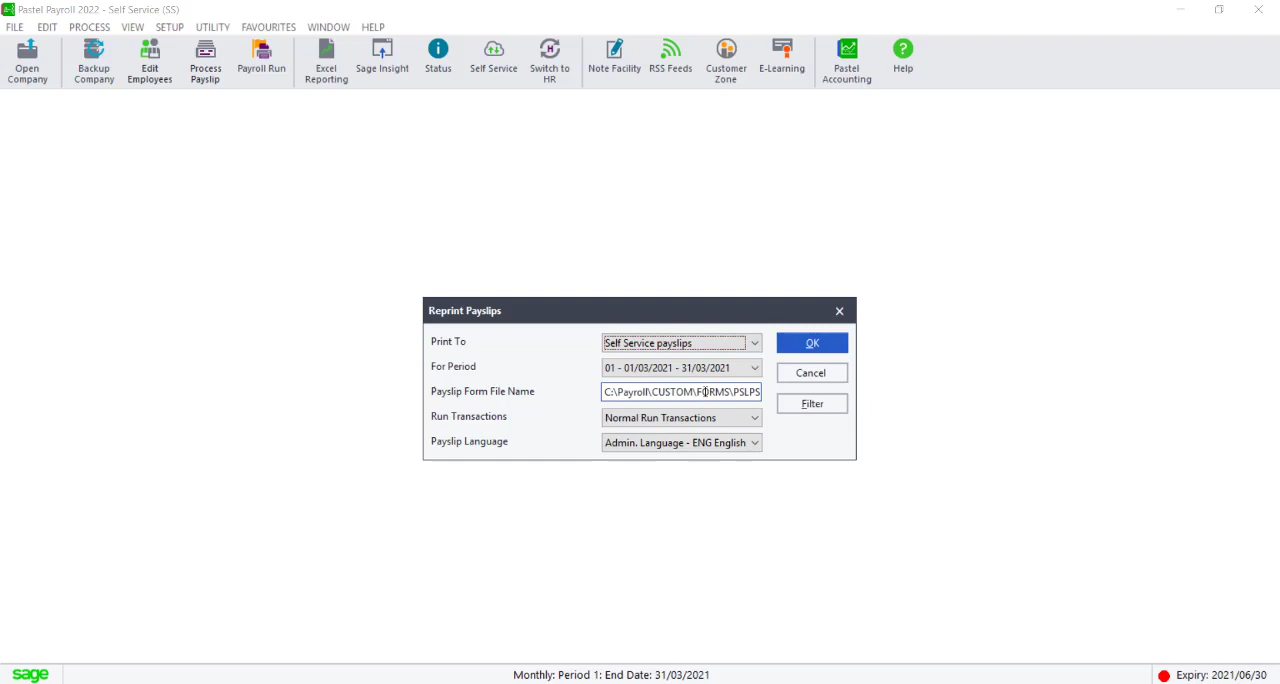 Pastel Payroll 2022 - Self Service (SS)
FILE EDIT PROCESS VIEW SETUP UTILITY FAVOURITES WINDOW HELP
Open Company
Backup Company
Edit Employees
Process Payslip
Payroll Run
Excel Reporting
Sage Insight
Status
Self Service
Switch to HR
Note Facility
RSS Feeds
Customer Zone
E-Learning
Pastel Accounting
Help
Reprint Payslips
Print To Self Service payslips OK
For Period 01 - 01/03/2021 - 31/03/2021 Cancel
Payslip Form File Name C:\Payroll\CUSTOM\FORMS\PSLPS Filter
Run Transactions Normal Run Transactions
Payslip Language Admin. Language - ENG English
sage Monthly: Period 1: End Date: 31/03/2021 Expiry: 2021/06/30